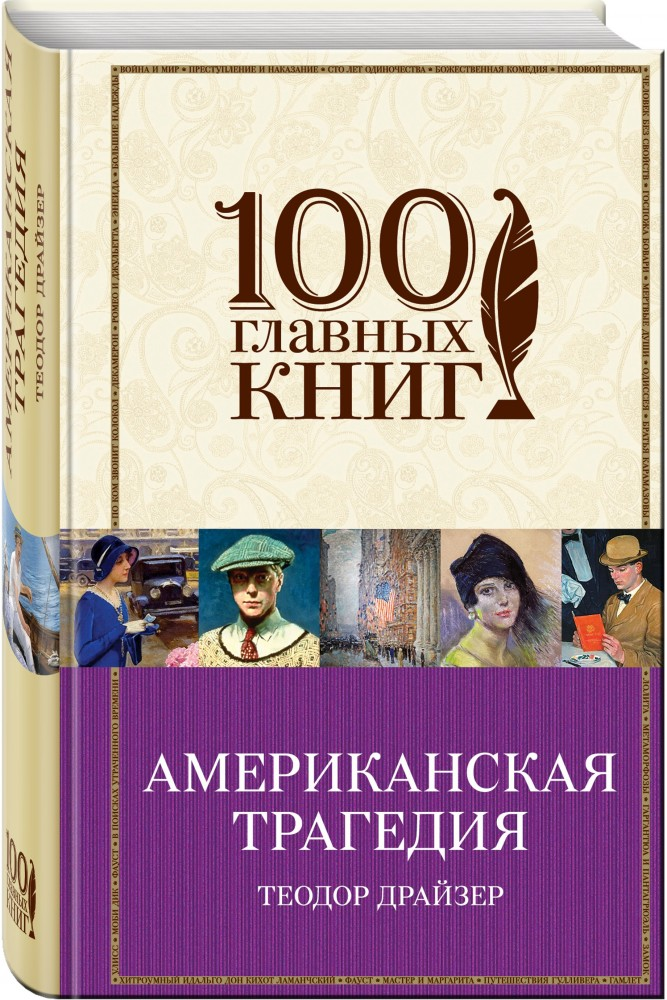 ВОЙНА И МИР • ПРЕСТУПЛЕНИЕ И НАКАЗАНИЕ • СТО ЛЕТ ОДИНОЧЕСТВА • БОЖЕСТВЕННАЯ КОМЕДИЯ • ГРОЗОВОЙ ПЕРЕВАЛ
ЧЕЛОВЕК БЕЗ СВОЙСТВ • ГОСПОЖА БОВАРИ • МЕРТВЫЕ ДУШИ • ОДИССЕЯ • БРАТЬЯ КАРАМАЗОВЫ
ПО КОМ ЗВОНИТ КОЛОКОЛ • ДЕКАМЕРОН • РОМЕО И ДЖУЛЬЕТТА • ЭНЕИДА • БОЛЬШИЕ НАДЕЖДЫ
100
главных
КНИГ
АМЕРИКАНСКАЯ
ТРАГЕДИЯ
ТЕОДОР ДРАЙЗЕР
УЛИСС • МОБИ ДИК • ФАУСТ • В ПОИСКАХ УТРАЧЕННОГО ВРЕМЕНИ
ЛОЛИТА • МЕТАМОРФОЗЫ • ГАРГАНТЮА И ПАНТАГРЮЭЛЬ • ЗАМОК
ХИТРОУМНЫЙ ИДАЛЬГО ДОН КИХОТ ЛАМАНЧСКИЙ • ФАУСТ • МАСТЕР И МАРГАРИТА • ПУТЕШЕСТВИЯ ГУЛЛИВЕРА • ГАМЛЕТ
АМЕРИКАНСКАЯ
ТРАГЕДИЯ
ТЕОДОР ДРАЙЗЕР
100
главных
КНИГ